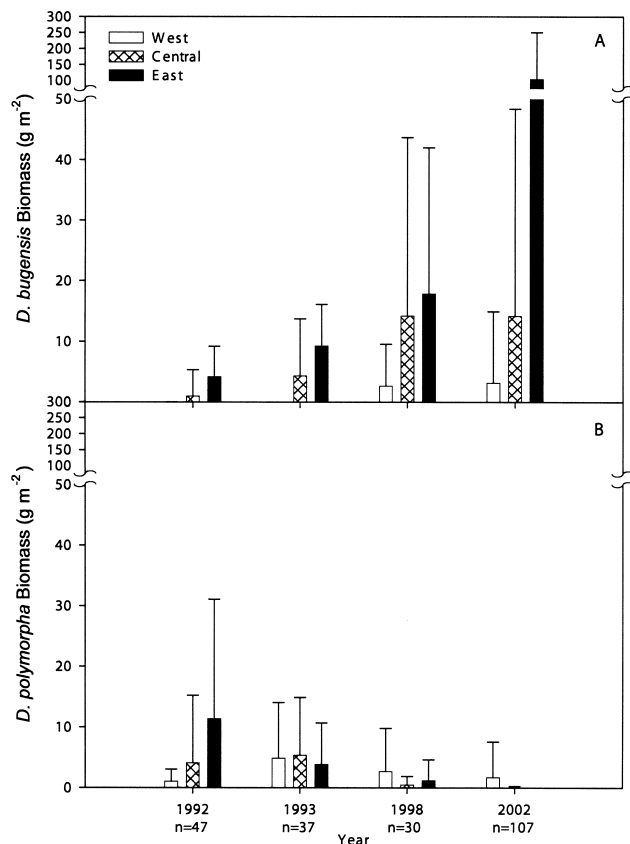 300
250
200
150
100
50
40
30
20
10
D. bugensis Biomass (g m-2)
West
Central
East
A
300
250
200
150
100
50
40
30
20
10
0
D. polymorpha Biomass (g m-2)
B
1992 1993 1998 2002
n=47 n=37 n=30 n=107
Year